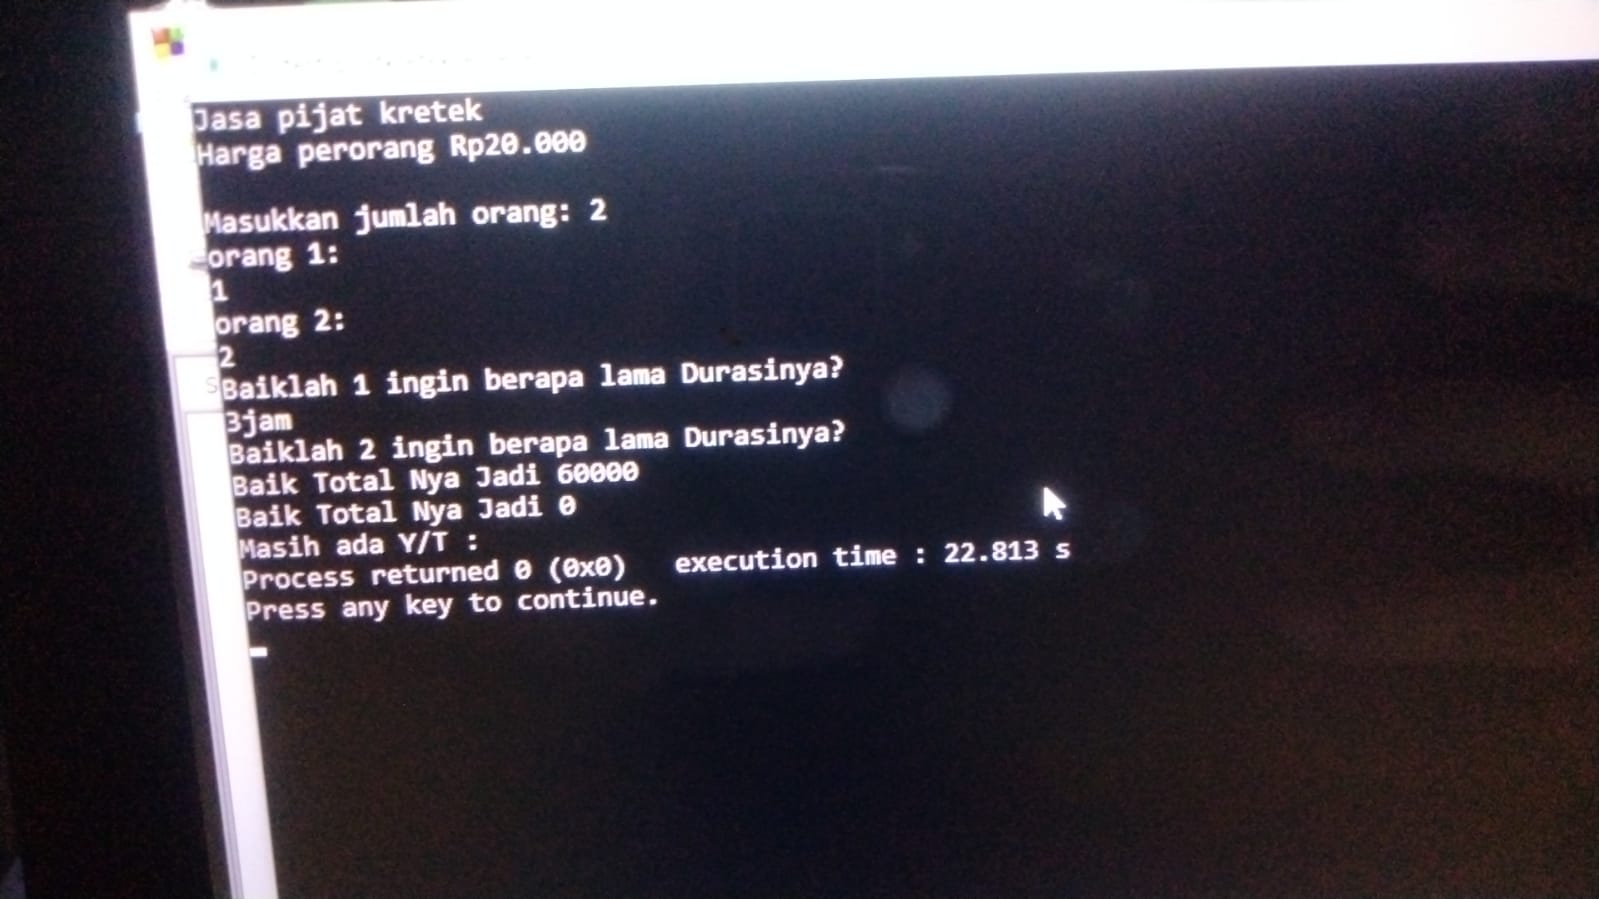 Jasa pijat kretek
Harga perorang Rp20.000
Masukkan jumlah orang: 2
orang 1:
1
orang 2:
2
Baiklah 1 ingin berapa lama Durasinya?
3jam
Baiklah 2 ingin berapa lama Durasinya?
Baik Total Nya Jadi 60000
Baik Total Nya Jadi 0
Masih ada Y/T :
Process returned 0 (0x0)   execution time : 22.813 s
Press any key to continue.